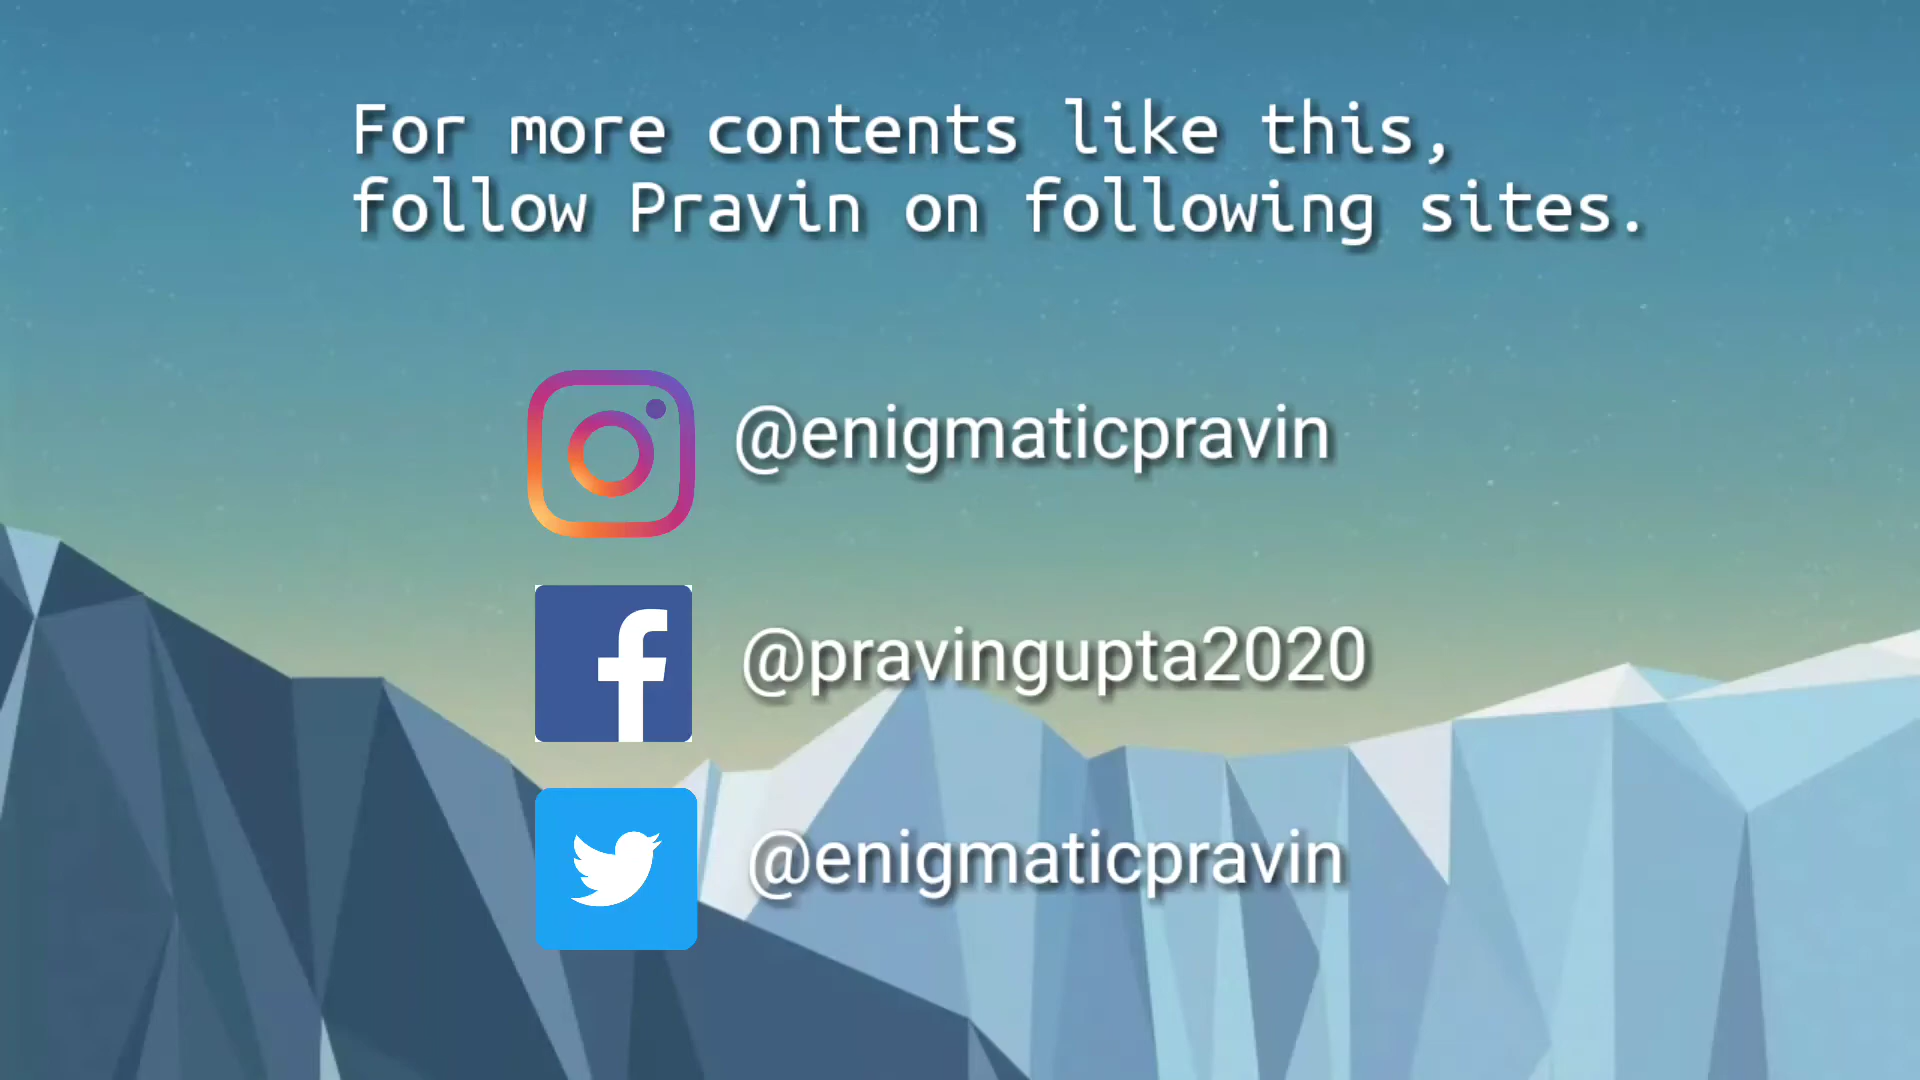 For more contents like this,
follow Pravin on following sites.
@enigmaticpravin
@pravingupta2020
@enigmaticpravin